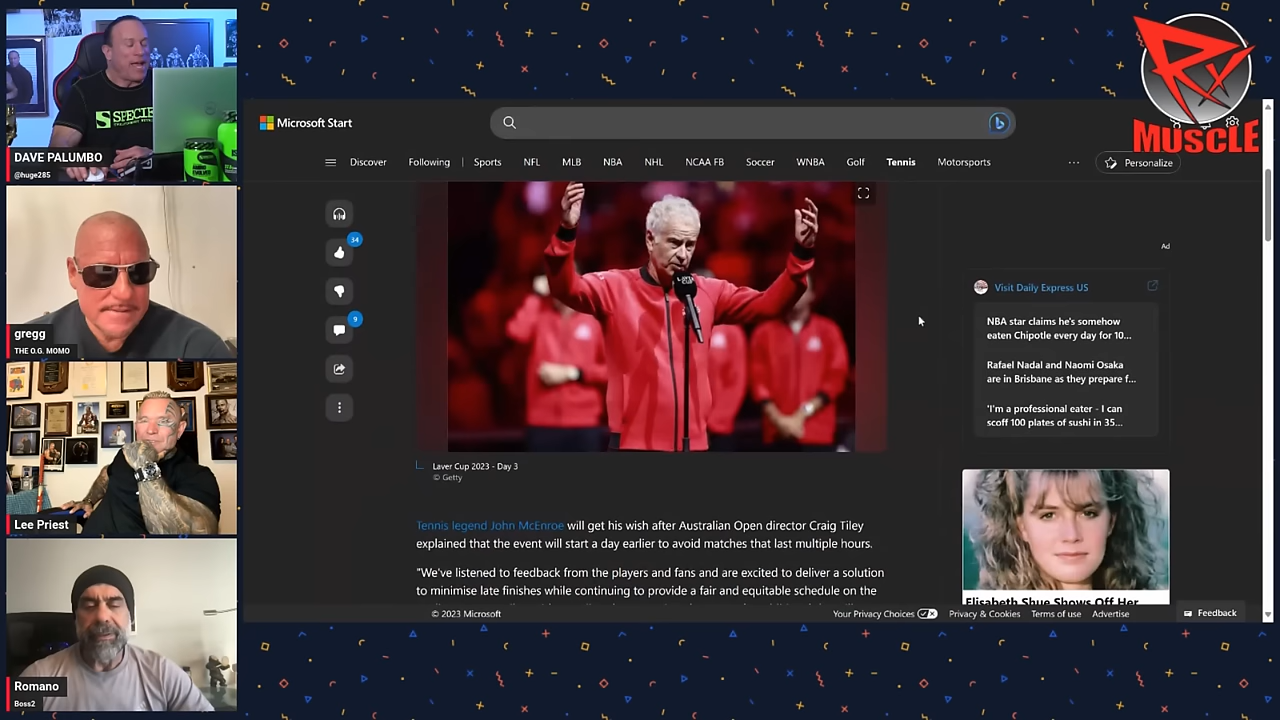 SPECIE
DAVE PALUMBO
@huge285
gregg
THE O.G. MOMO
Lee Priest
Romano
Boss2
Rx
MUSCLE
Microsoft Start
Discover
Following
Sports
NFL
MLB
NBA
NHL
NCAA FB
Soccer
WNBA
Golf
Tennis
Motorsports
...
Personalize
34
9
Laver Cup 2023 - Day 3
© Getty
Tennis legend John McEnroe will get his wish after Australian Open director Craig Tiley
explained that the event will start a day earlier to avoid matches that last multiple hours.
"We've listened to feedback from the players and fans and are excited to deliver a solution
to minimise late finishes while continuing to provide a fair and equitable schedule on the
Ad
Visit Daily Express US
NBA star claims he's somehow
eaten Chipotle every day for 10...
Rafael Nadal and Naomi Osaka
are in Brisbane as they prepare f...
'I'm a professional eater - I can
scoff 100 plates of sushi in 35...
Elisabeth Shue Shows Off Her
© 2023 Microsoft
Your Privacy Choices
Privacy & Cookies
Terms of use
Advertise
Feedback